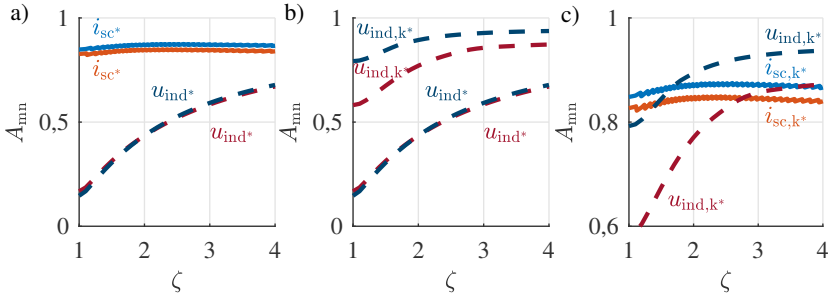 a)
1
0,5
0
A_mn
i_sc*
i_sc*
u_ind*
u_ind*
1 2 3 4
ζ
b)
1
0,5
0
u_ind,k*
u_ind,k*
u_ind*
u_ind*
1 2 3 4
ζ
c)
1
0,8
0,6
A_mn
u_ind,k*
i_sc,k*
i_sc,k*
u_ind,k*
1 2 3 4
ζ